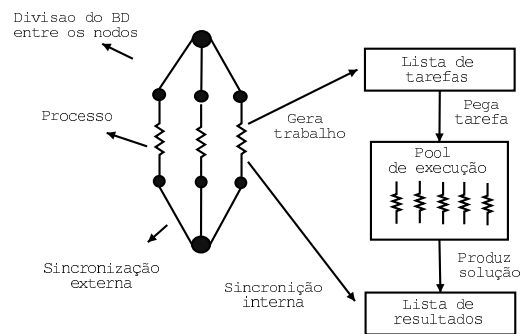 Divisao do BD
entre os nodos
Processo
Sincronização
externa
Gera
trabalho
Sincronição
interna
Lista de
tarefas
Pega
tarefa
Pool
de execução
Produz
solução
Lista de
resultados